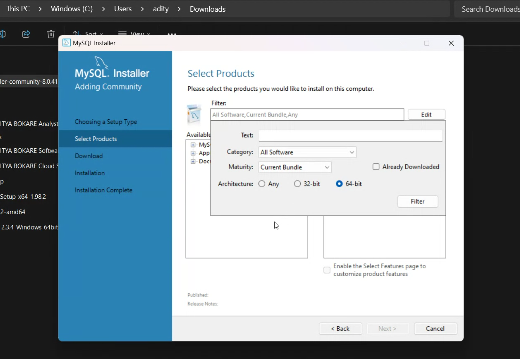 This PC > Windows (C:) > Users > adity > Downloads
Search Downloads
Sort View
MySQL Installer
ler-community-8.0.41
MySQL. Installer
Adding Community
Select Products
Please select the products you would like to install on this computer.
Filter:
All Software,Current Bundle,Any
Edit
Choosing a Setup Type
Select Products
Download
Installation
Installation Complete
ITYA BOKARE Analyst
ITYA BOKARE Softwa
ITYA BOKARE Cloud
p
Setup x64 1.98.2
2-amd64
2.3.4 Windows 64bit
Available
MyS
App
Doc
Text:
Category: All Software
Maturity: Current Bundle
Already Downloaded
Architecture: Any 32-bit 64-bit
Filter
Enable the Select Features page to
customize product features
Published:
Release Notes:
< Back Next > Cancel